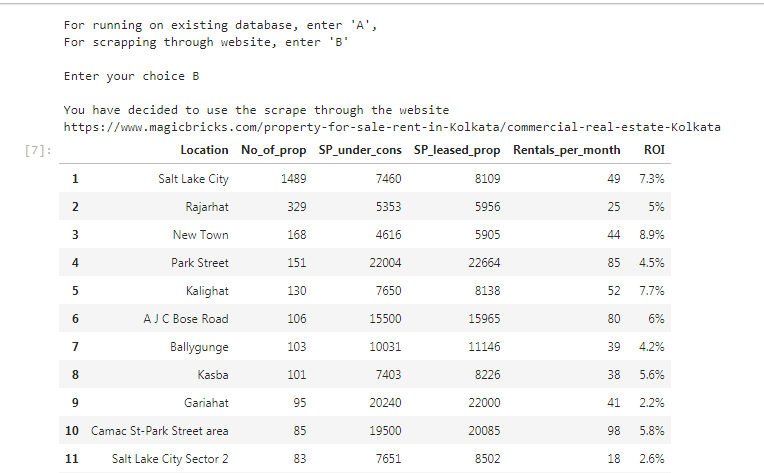 For running on existing database, enter 'A',
For scrapping through website, enter 'B'
Enter your choice B
You have decided to use the scrape through the website
https://www.magicbricks.com/property-for-sale-rent-in-Kolkata/commercial-real-estate-Kolkata
[7]:
Location No_of_prop SP_under_cons SP_leased_prop Rentals_per_month ROI
1 Salt Lake City 1489 7460 8109 49 7.3%
2 Rajarhat 329 5353 5956 25 5%
3 New Town 168 4616 5905 44 8.9%
4 Park Street 151 22004 22664 85 4.5%
5 Kalighat 130 7650 8138 52 7.7%
6 A J C Bose Road 106 15500 15965 80 6%
7 Ballygunge 103 10031 11146 39 4.2%
8 Kasba 101 7403 8226 38 5.6%
9 Gariahat 95 20240 22000 41 2.2%
10 Camac St-Park Street area 85 19500 20085 98 5.8%
11 Salt Lake City Sector 2 83 7651 8502 18 2.6%